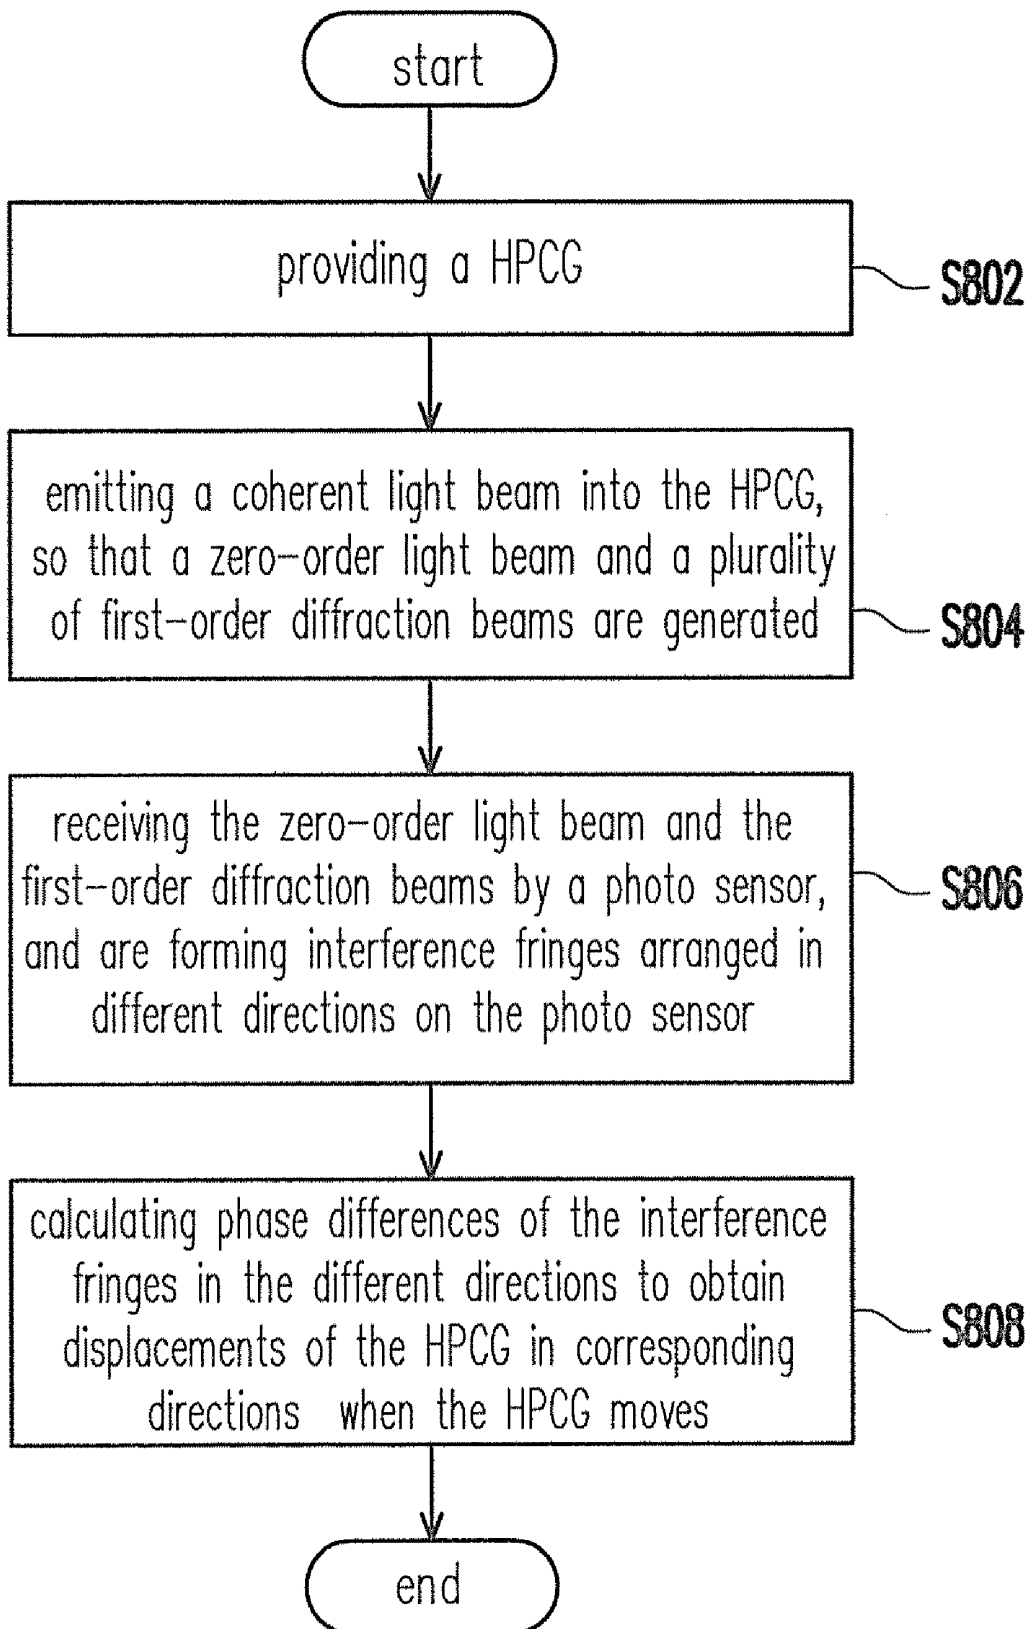 start
providing a HPCG
S802
emitting a coherent light beam into the HPCG,
so that a zero-order light beam and a plurality
of first-order diffraction beams are generated
S804
receiving the zero-order light beam and the
first-order diffraction beams by a photo sensor,
and are forming interference fringes arranged in
different directions on the photo sensor
S806
calculating phase differences of the interference
fringes in the different directions to obtain
displacements of the HPCG in corresponding
directions when the HPCG moves
S808
end